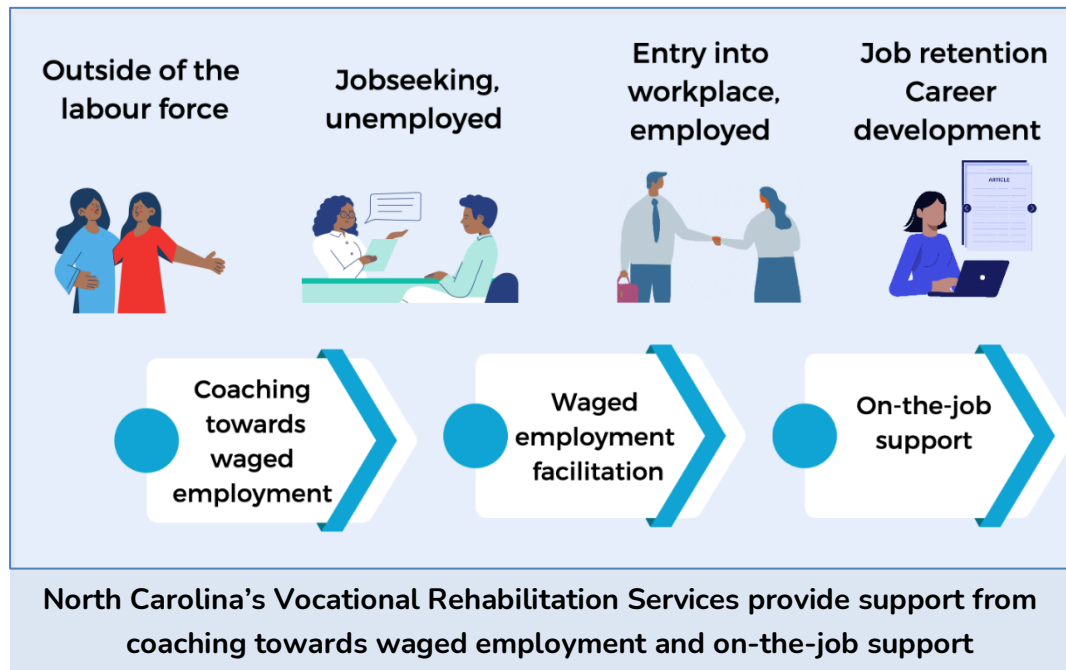 Outside of the
labour force
Jobseeking,
unemployed
Entry into
workplace,
employed
Job retention
Career
development
ARTICLE
Coaching
towards
waged
employment
Waged
employment
facilitation
On-the-job
support
North Carolina's Vocational Rehabilitation Services provide support from
coaching towards waged employment and on-the-job support